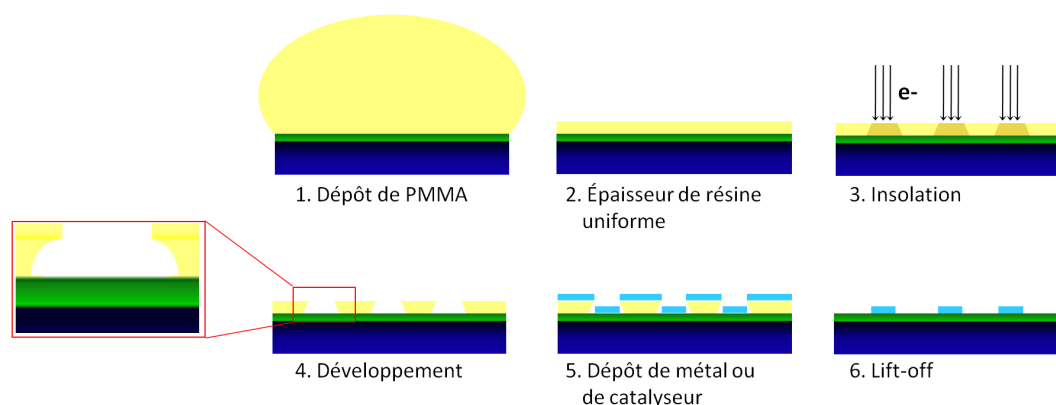 e-
1. Dépôt de PMMA
2. Épaisseur de résine
uniforme
3. Insolation
4. Développement
5. Dépôt de métal ou
de catalyseur
6. Lift-off